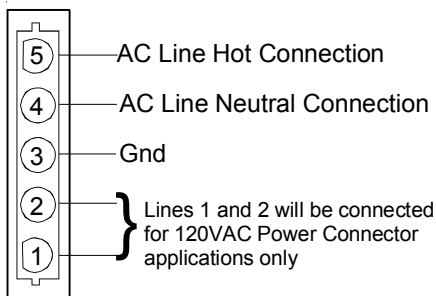 5 AC Line Hot Connection
4 AC Line Neutral Connection
3 Gnd
2
1
Lines 1 and 2 will be connected
for 120VAC Power Connector
applications only